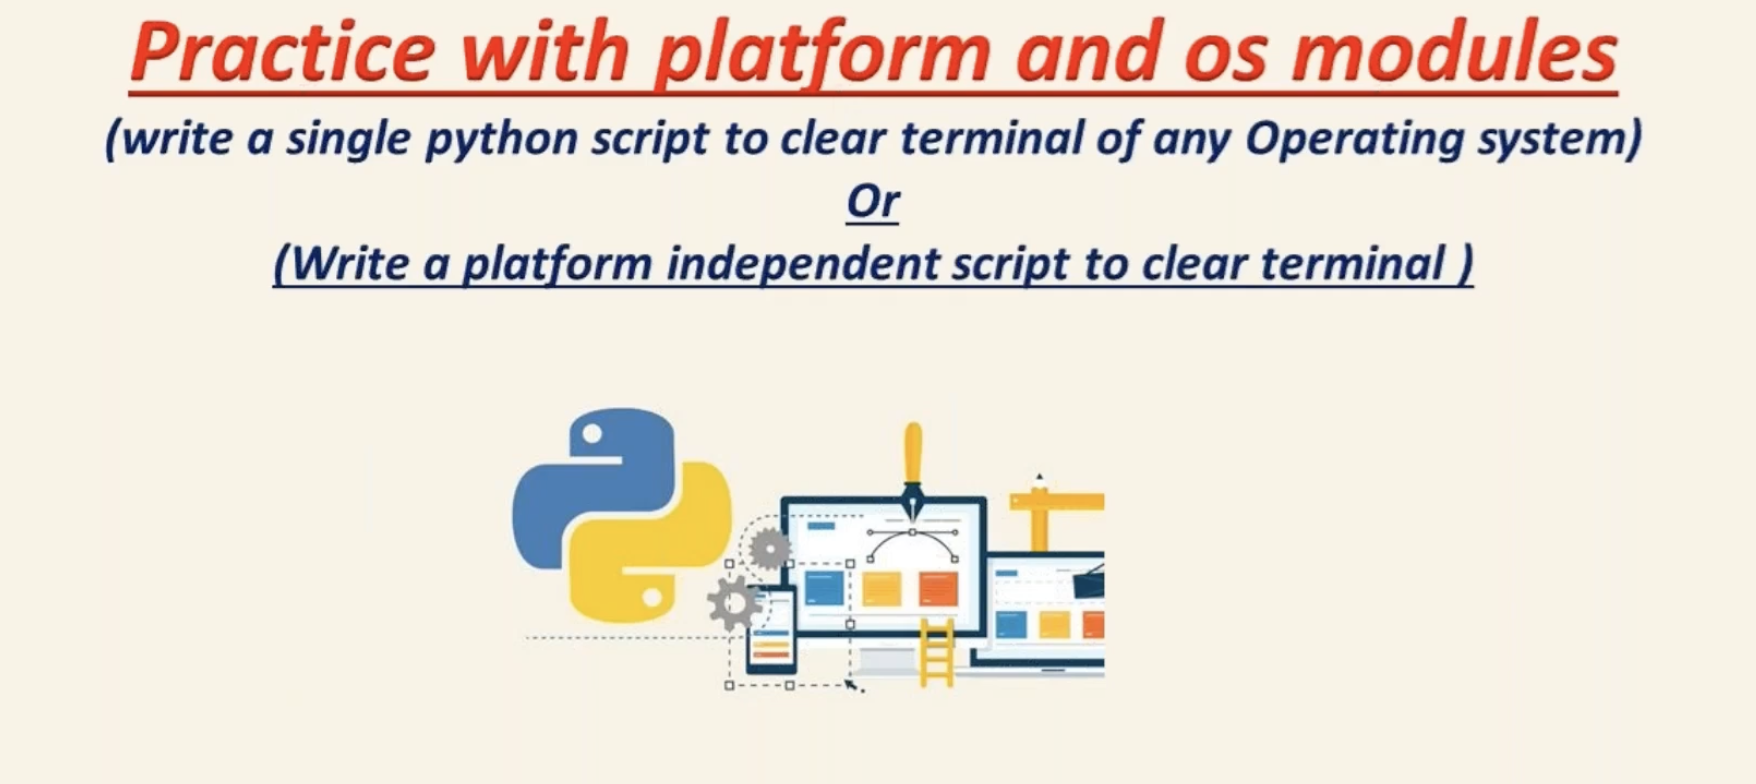 Practice with platform and os modules
(write a single python script to clear terminal of any Operating system)
Or
(Write a platform independent script to clear terminal )